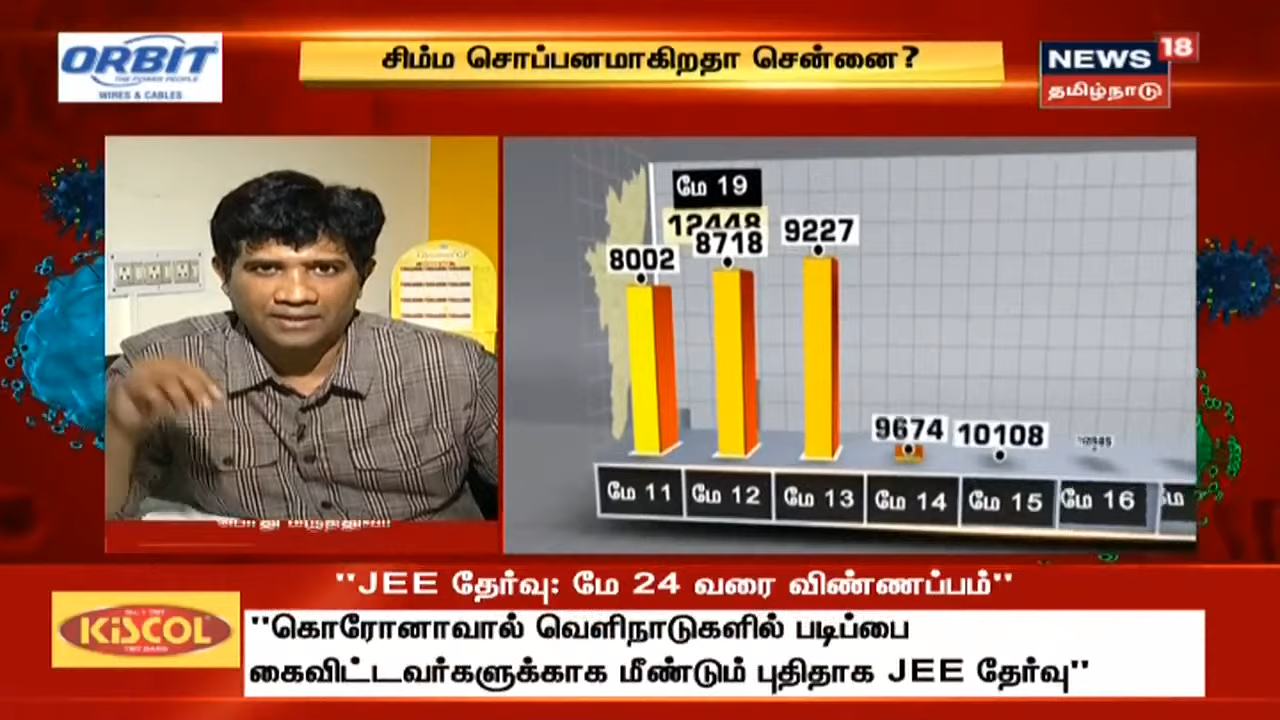 ORBIT
THE POWER PEOPLE
WIRES & CABLES
சிம்ம சொப்பனமாகிறதா சென்னை?
NEWS 18
தமிழ்நாடு
மே 19
12448
8002
8718
9227
9674
10108
மே 11
மே 12
மே 13
மே 14
மே 15
மே 16
"JEE தேர்வு: மே 24 வரை விண்ணப்பம்"
KiSCOL
"கொரோனாவால் வெளிநாடுகளில் படிப்பை
கைவிட்டவர்களுக்காக மீண்டும் புதிதாக JEE தேர்வு"